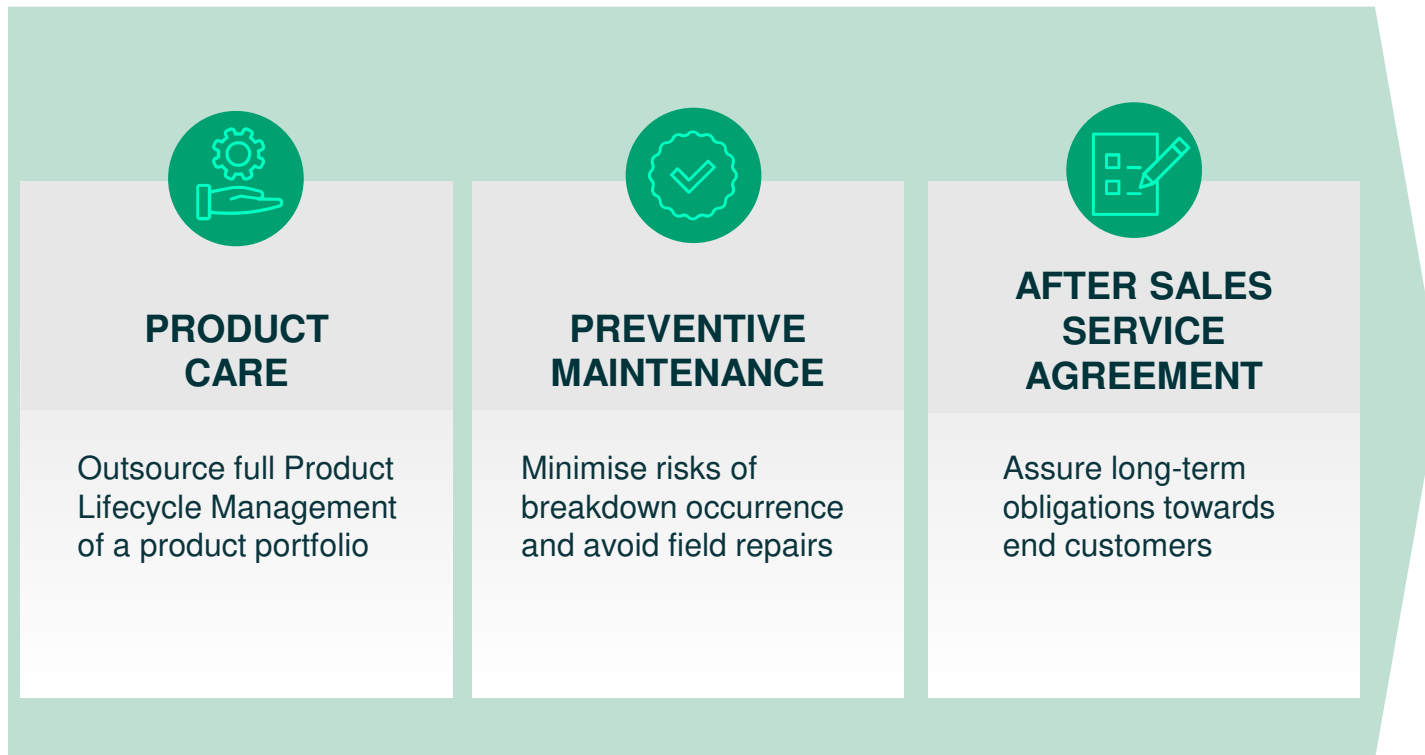 PRODUCT
CARE
Outsource full Product
Lifecycle Management
of a product portfolio
PREVENTIVE
MAINTENANCE
Minimise risks of
breakdown occurrence
and avoid field repairs
AFTER SALES
SERVICE
AGREEMENT
Assure long-term
obligations towards
end customers